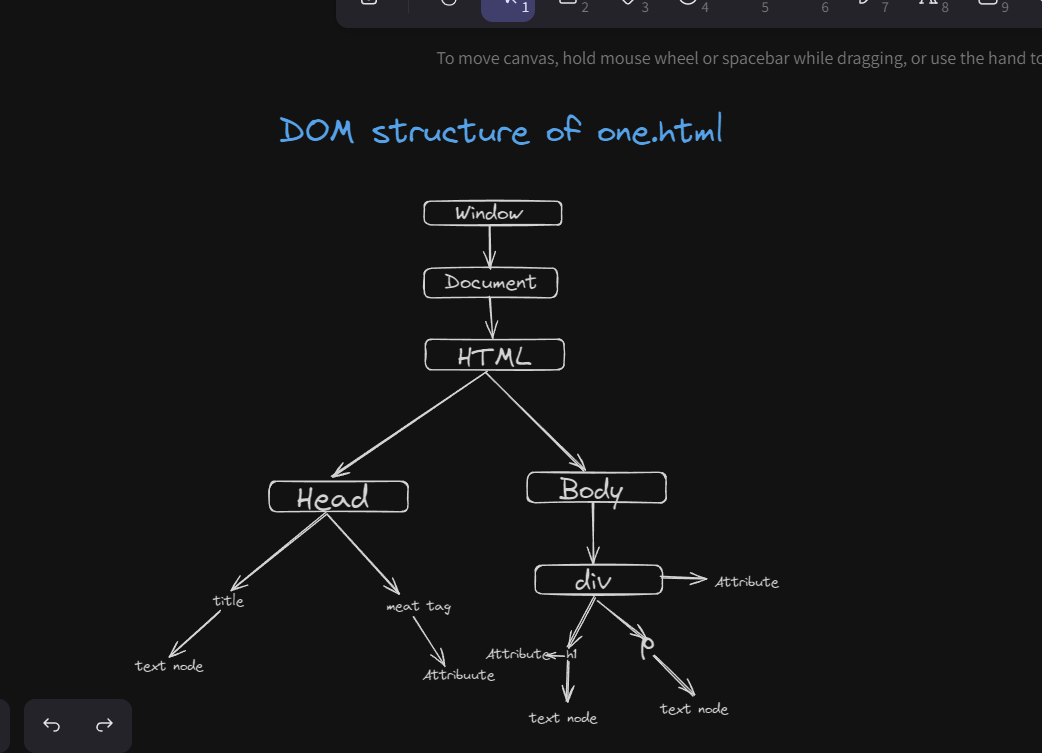 1 2 3 4 5 6 7 8 9
To move canvas, hold mouse wheel or spacebar while dragging, or use the hand to
DOM structure of one.html
Window
Document
HTML
Head
Body
div
Attribute
title
meat tag
Attribute h1
P
text node
Attribuute
text node
text node